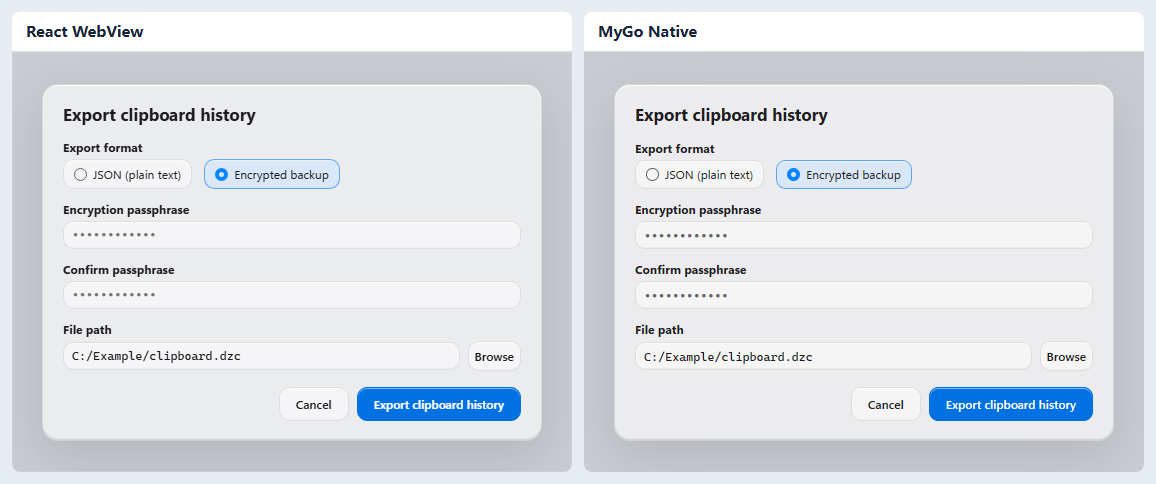 React WebView
Export clipboard history
Export format
JSON (plain text) Encrypted backup
Encryption passphrase
••••••••••••
Confirm passphrase
••••••••••••
File path
C:/Example/clipboard.dzc Browse
Cancel Export clipboard history
MyGo Native
Export clipboard history
Export format
JSON (plain text) Encrypted backup
Encryption passphrase
••••••••••••
Confirm passphrase
••••••••••••
File path
C:/Example/clipboard.dzc Browse
Cancel Export clipboard history